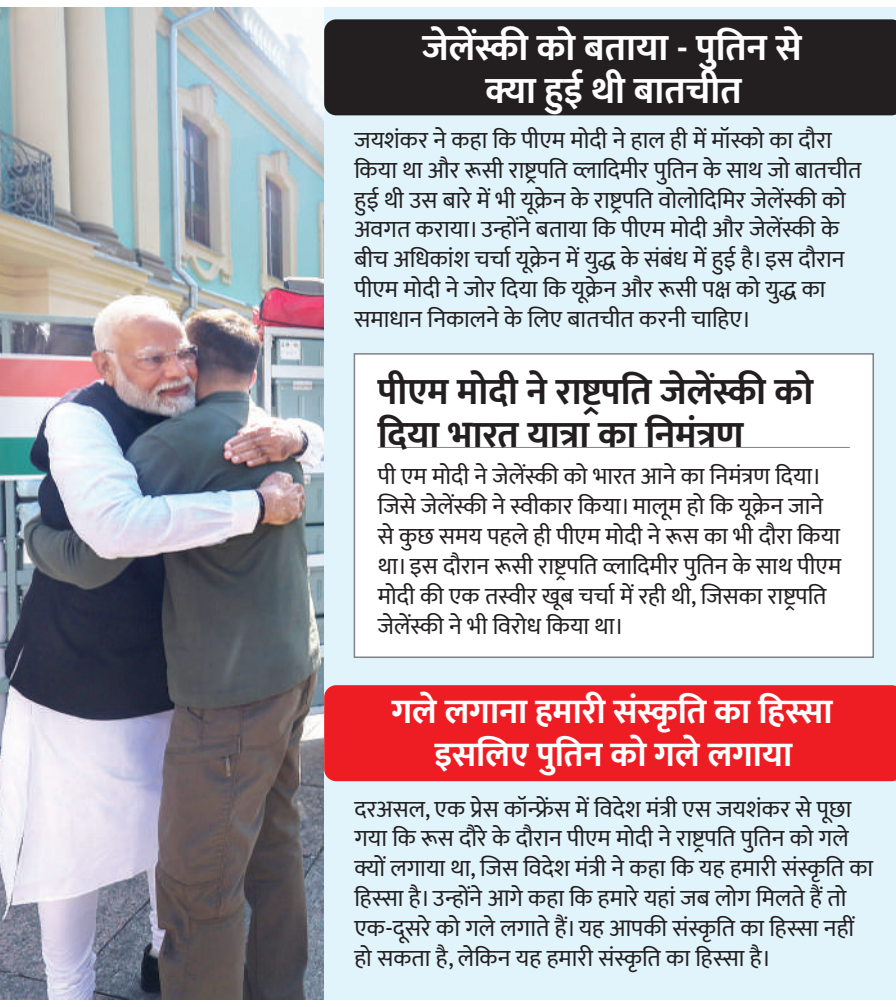 जेलेंस्की को बताया - पुतिन से
क्या हुई थी बातचीत
जयशंकर ने कहा कि पीएम मोदी ने हाल ही में मॉस्को का दौरा
किया था और रूसी राष्ट्रपति व्लादिमीर पुतिन के साथ जो बातचीत
हुई थी उस बारे में भी यूक्रेन के राष्ट्रपति वोलोदिमिर जेलेंस्की को
अवगत कराया। उन्होंने बताया कि पीएम मोदी और जेलेंस्की के
बीच अधिकांश चर्चा यूक्रेन में युद्ध के संबंध में हुई है। इस दौरान
पीएम मोदी ने जोर दिया कि यूक्रेन और रूसी पक्ष को युद्ध का
समाधान निकालने के लिए बातचीत करनी चाहिए।
पीएम मोदी ने राष्ट्रपति जेलेंस्की को
दिया भारत यात्रा का निमंत्रण
पी एम मोदी ने जेलेंस्की को भारत आने का निमंत्रण दिया।
जिसे जेलेंस्की ने स्वीकार किया। मालूम हो कि यूक्रेन जाने
से कुछ समय पहले ही पीएम मोदी ने रूस का भी दौरा किया
था। इस दौरान रूसी राष्ट्रपति व्लादिमीर पुतिन के साथ पीएम
मोदी की एक तस्वीर खूब चर्चा में रही थी, जिसका राष्ट्रपति
जेलेंस्की ने भी विरोध किया था।
गले लगाना हमारी संस्कृति का हिस्सा
इसलिए पुतिन को गले लगाया
दरअसल, एक प्रेस कॉन्फ्रेंस में विदेश मंत्री एस जयशंकर से पूछा
गया कि रूस दौरे के दौरान पीएम मोदी ने राष्ट्रपति पुतिन को गले
क्यों लगाया था, जिस विदेश मंत्री ने कहा कि यह हमारी संस्कृति का
हिस्सा है। उन्होंने आगे कहा कि हमारे यहां जब लोग मिलते हैं तो
एक-दूसरे को गले लगाते हैं। यह आपकी संस्कृति का हिस्सा नहीं
हो सकता है, लेकिन यह हमारी संस्कृति का हिस्सा है।